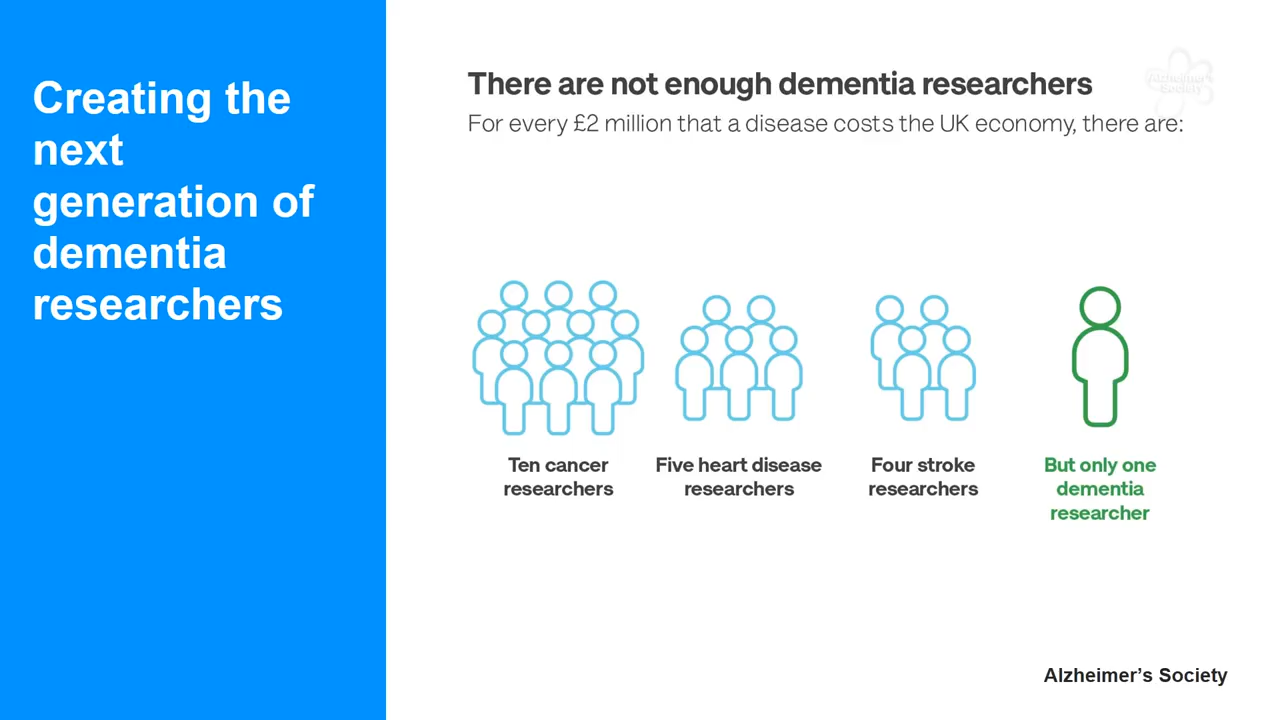 Creating the
next
generation of
dementia
researchers
There are not enough dementia researchers
For every £2 million that a disease costs the UK economy, there are:
Alzheimer's
Society
Ten cancer
researchers
Five heart disease
researchers
Four stroke
researchers
But only one
dementia
researcher
Alzheimer’s Society